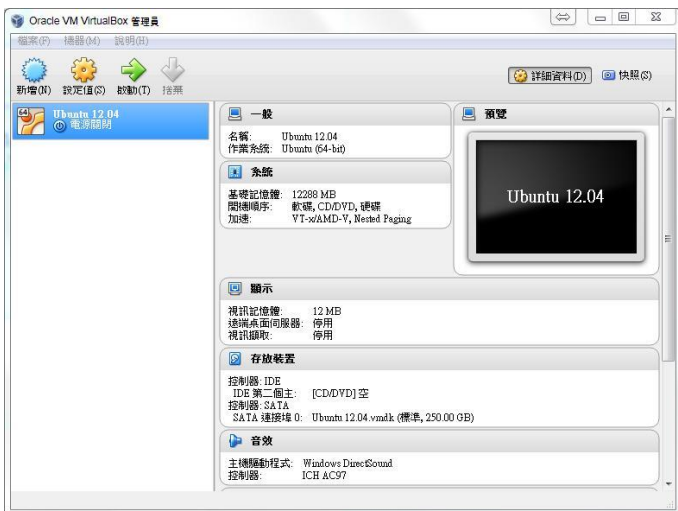 Oracle VM VirtualBox 管理員
檔案(F) 機器(M) 說明(H)
新增(N) 設定值(S) 啟動(T) 捨棄
詳細資料(D) 快照(S)
Ubuntu 12.04
電源關閉
一般
名稱: Ubuntu 12.04
作業系統: Ubuntu (64-bit)
系統
基礎記憶體: 12288 MB
開機順序: 軟碟, CD/DVD, 硬碟
加速: VT-x/AMD-V, Nested Paging
預覽
Ubuntu 12.04
顯示
視訊記憶體: 12 MB
遠端桌面伺服器: 停用
視訊擷取: 停用
存放裝置
控制器: IDE
IDE 第二個主: [CD/DVD] 空
控制器: SATA
SATA 連接埠 0: Ubuntu 12.04.vmdk (標準, 250.00 GB)
音效
主機驅動程式: Windows DirectSound
控制器: ICH AC97